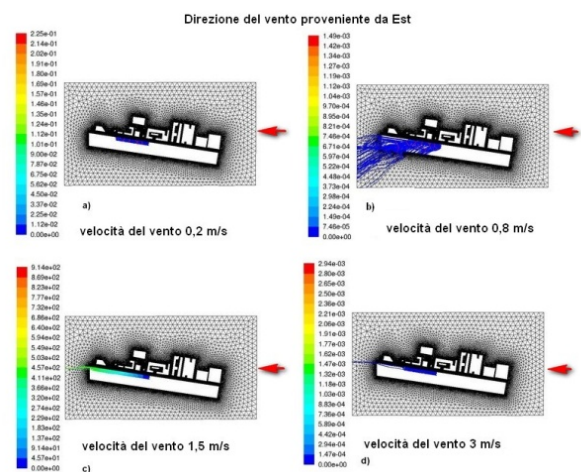 Direzione del vento proveniente da Est
2.25e-01
2.14e-01
2.02e-01
1.91e-01
1.80e-01
1.69e-01
1.57e-01
1.46e-01
1.35e-01
1.24e-01
1.12e-01
1.01e-01
9.00e-02
7.87e-02
6.75e-02
5.62e-02
4.50e-02
3.37e-02
2.25e-02
1.12e-02
0.00e+00
a)
velocità del vento 0,2 m/s
1.49e-03
1.42e-03
1.34e-03
1.27e-03
1.19e-03
1.12e-03
1.04e-03
9.70e-04
8.95e-04
8.20e-04
7.46e-04
6.71e-04
5.97e-04
5.22e-04
4.48e-04
3.73e-04
2.98e-04
2.24e-04
1.49e-04
7.46e-05
0.00e+00
b)
velocità del vento 0,8 m/s
9.14e+02
8.69e+02
8.23e+02
7.77e+02
7.32e+02
6.86e+02
6.40e+02
5.94e+02
5.49e+02
5.03e+02
4.57e+02
4.11e+02
3.66e+02
3.20e+02
2.74e+02
2.29e+02
1.83e+02
1.37e+02
9.14e+01
4.57e+01
0.00e+00
c)
velocità del vento 1,5 m/s
2.94e-03
2.80e-03
2.65e-03
2.50e-03
2.35e-03
2.21e-03
2.06e-03
1.91e-03
1.77e-03
1.62e-03
1.47e-03
1.32e-03
1.18e-03
1.03e-03
8.83e-04
7.36e-04
5.89e-04
4.42e-04
2.94e-04
1.47e-04
0.00e+00
d)
velocità del vento 3 m/s